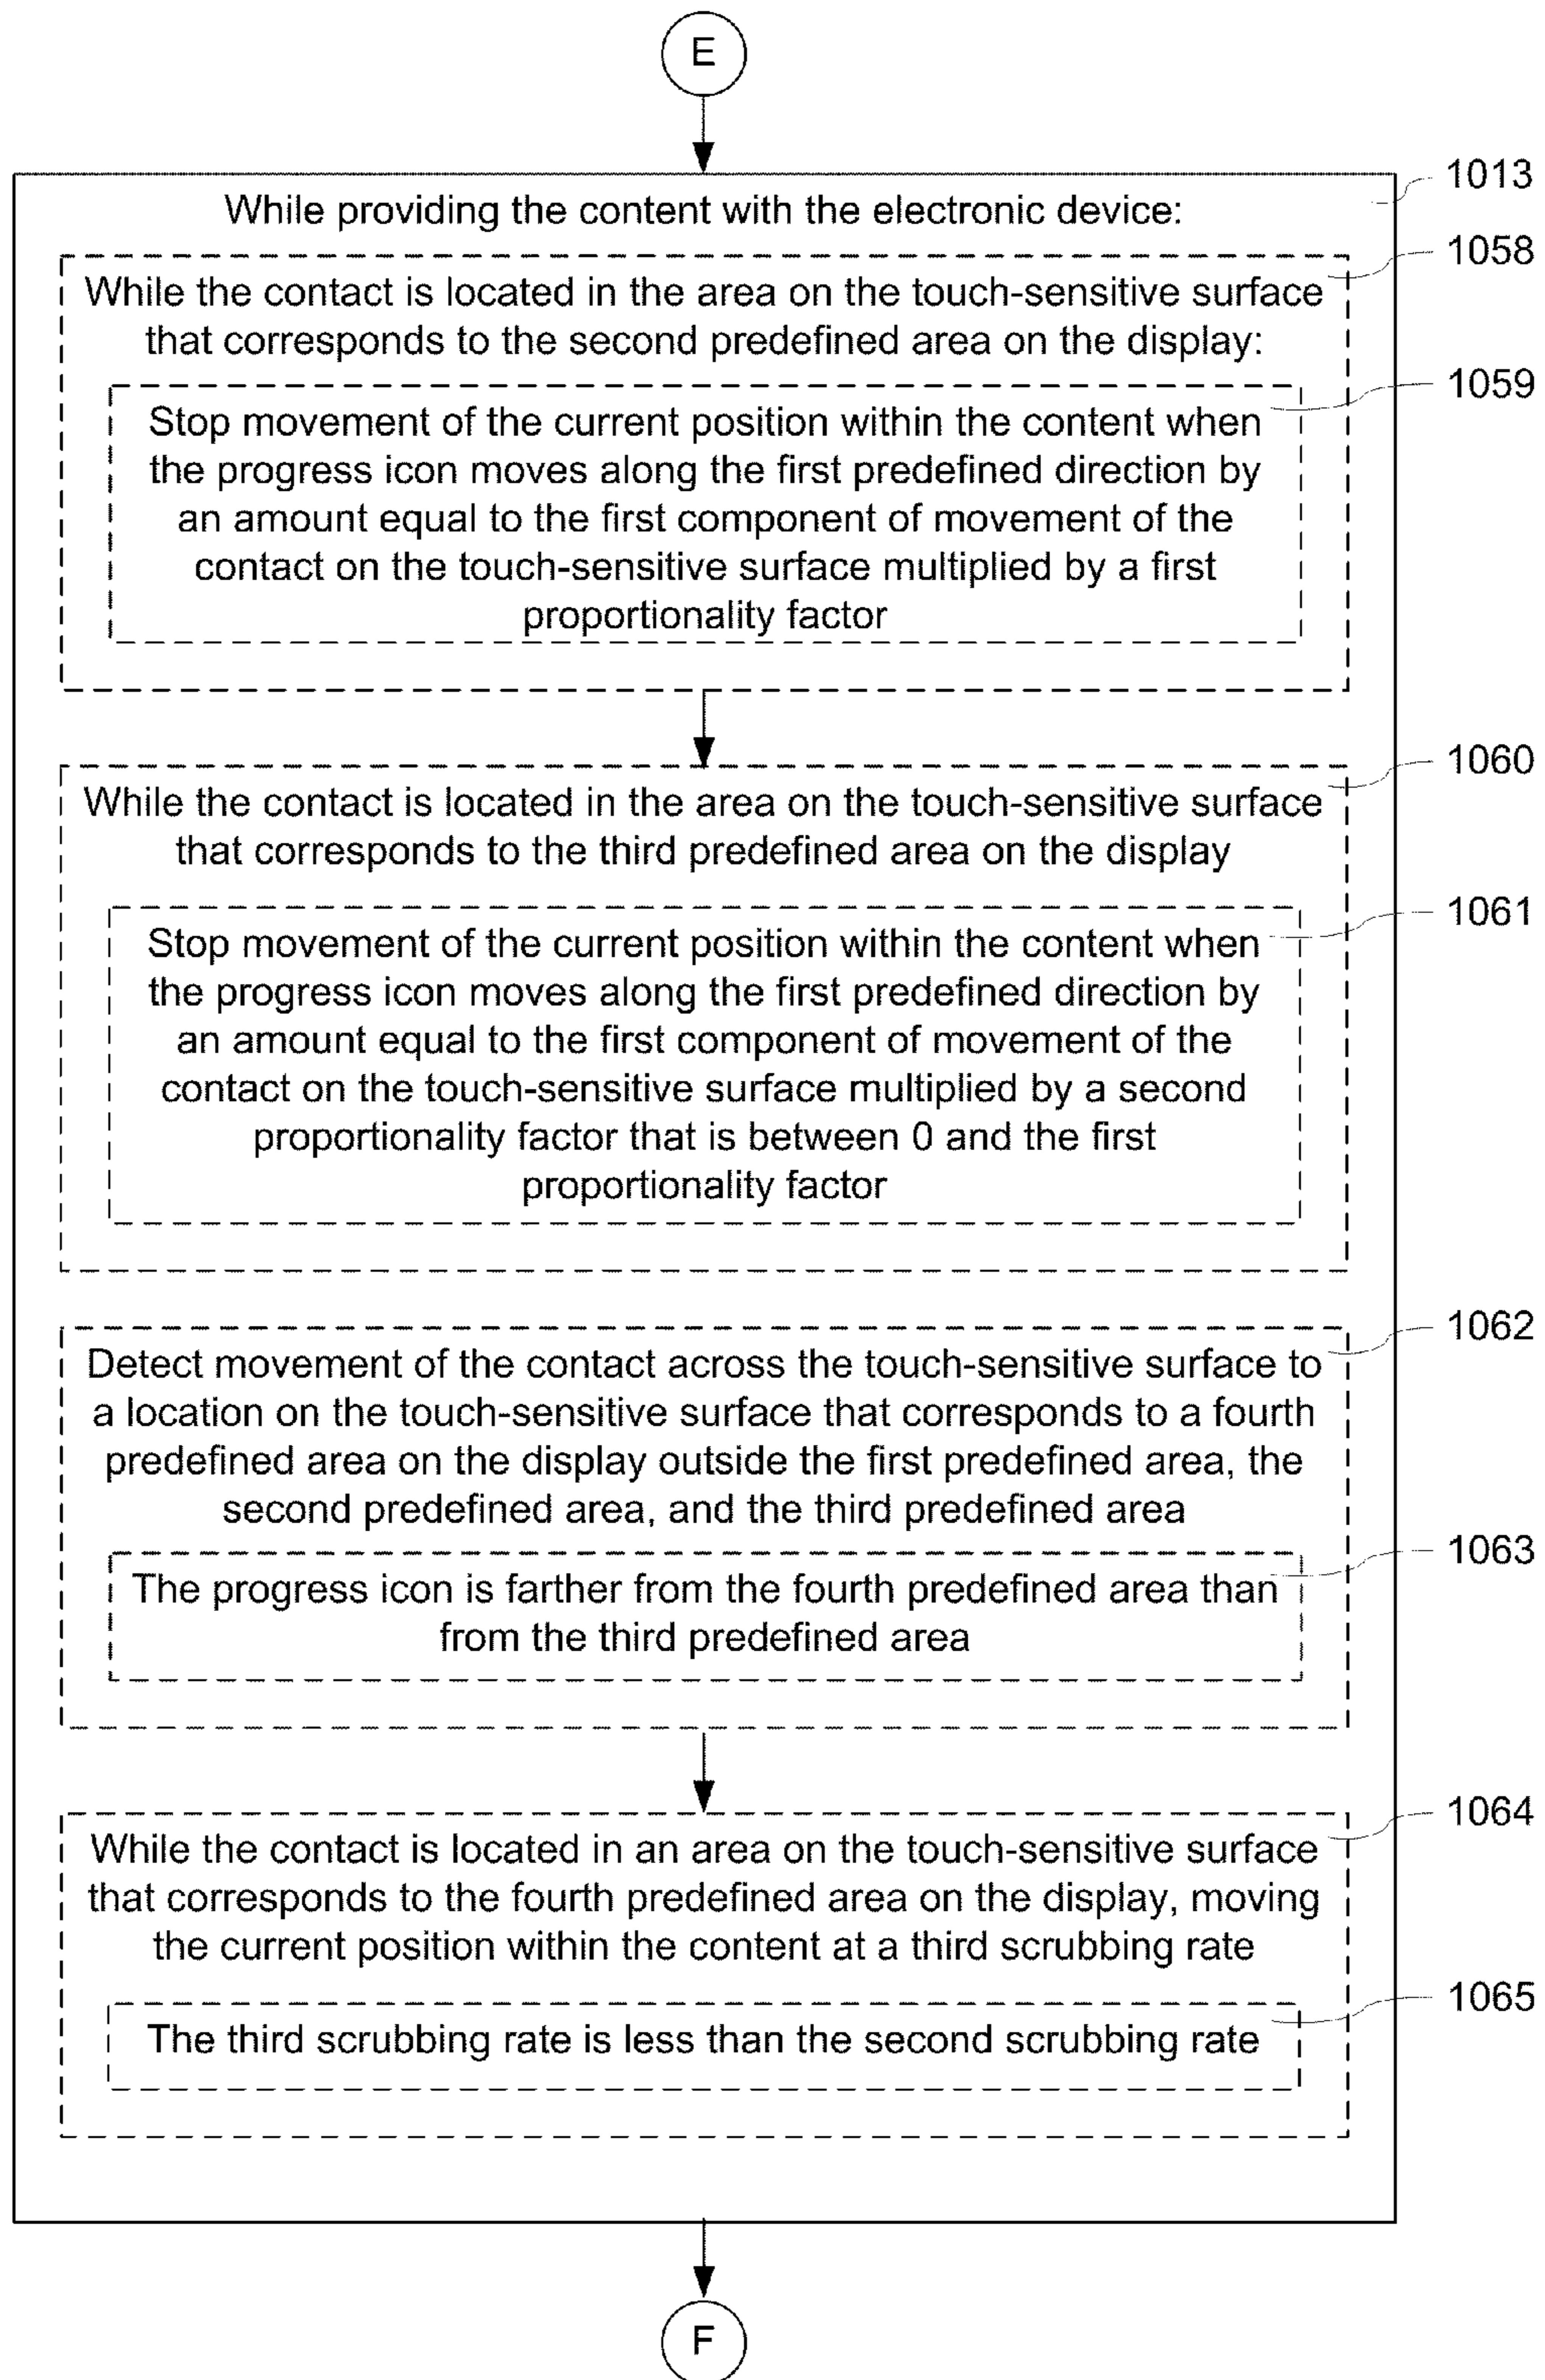 E
1013
While providing the content with the electronic device:
1058
While the contact is located in the area on the touch-sensitive surface
that corresponds to the second predefined area on the display:
1059
Stop movement of the current position within the content when
the progress icon moves along the first predefined direction by
an amount equal to the first component of movement of the
contact on the touch-sensitive surface multiplied by a first
proportionality factor
1060
While the contact is located in the area on the touch-sensitive surface
that corresponds to the third predefined area on the display
1061
Stop movement of the current position within the content when
the progress icon moves along the first predefined direction by
an amount equal to the first component of movement of the
contact on the touch-sensitive surface multiplied by a second
proportionality factor that is between 0 and the first
proportionality factor
1062
Detect movement of the contact across the touch-sensitive surface to
a location on the touch-sensitive surface that corresponds to a fourth
predefined area on the display outside the first predefined area, the
second predefined area, and the third predefined area
1063
The progress icon is farther from the fourth predefined area than
from the third predefined area
1064
While the contact is located in an area on the touch-sensitive surface
that corresponds to the fourth predefined area on the display, moving
the current position within the content at a third scrubbing rate
1065
The third scrubbing rate is less than the second scrubbing rate
F